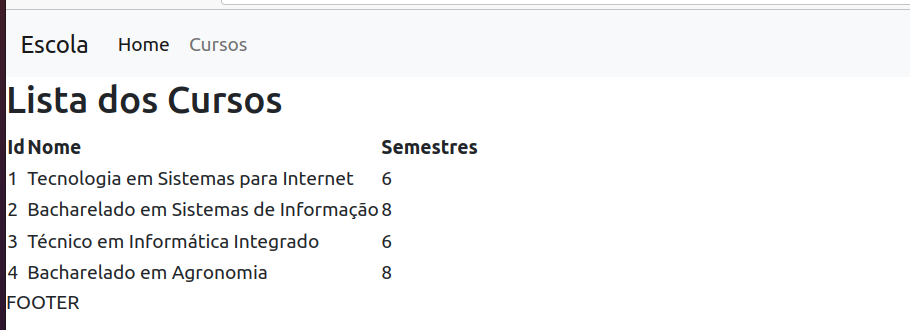 Escola Home Cursos
Lista dos Cursos
Id Nome Semestres
1 Tecnologia em Sistemas para Internet 6
2 Bacharelado em Sistemas de Informação 8
3 Técnico em Informática Integrado 6
4 Bacharelado em Agronomia 8
FOOTER